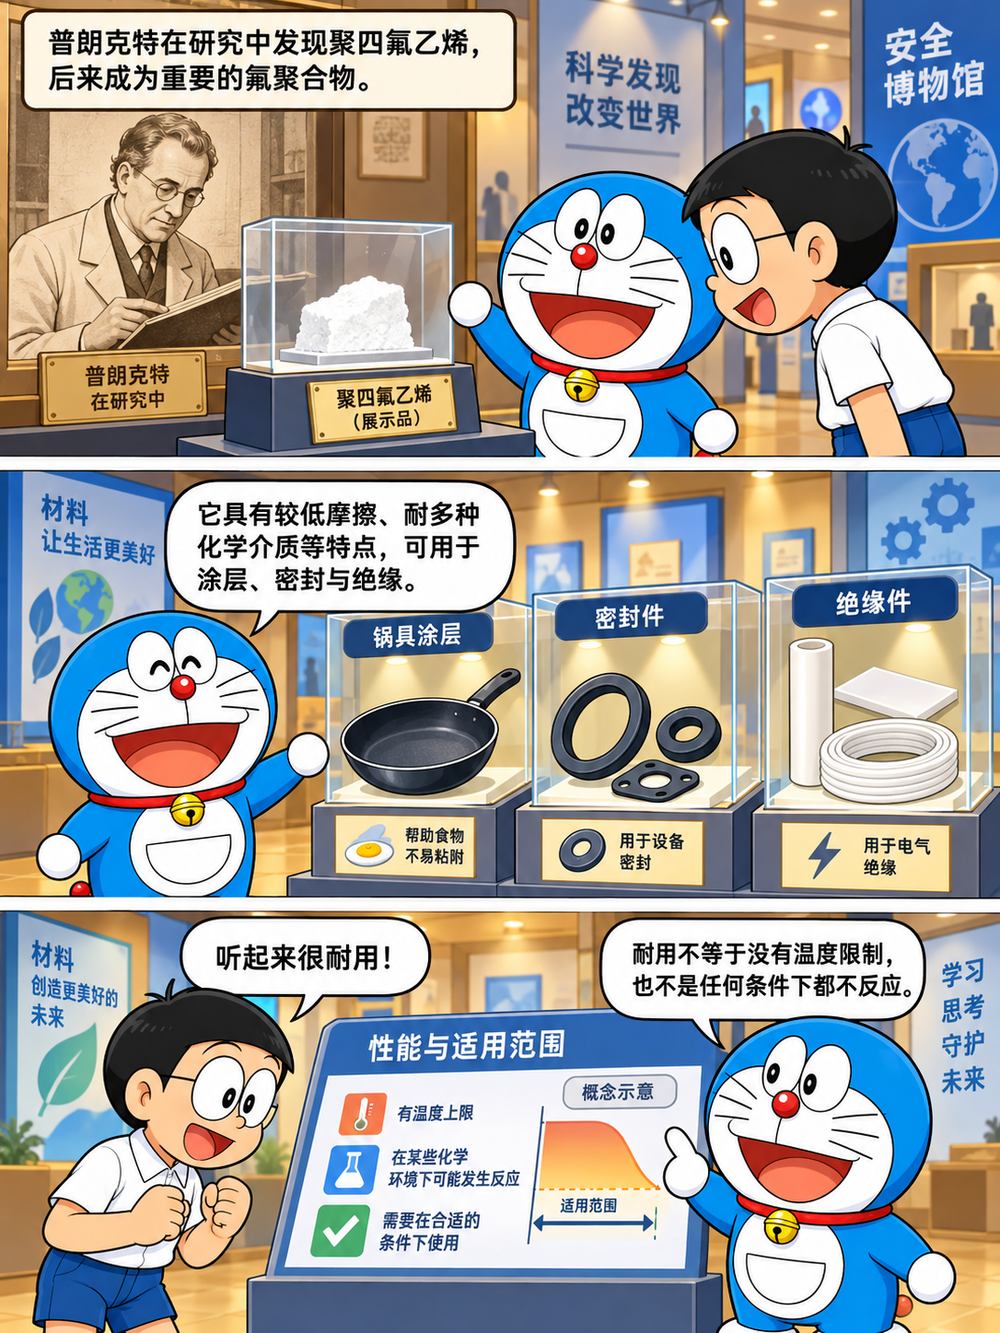 普朗克特在研究中发现聚四氟乙烯，
后来成为重要的氟聚合物。
科学发现
改变世界
安全
博物馆
普朗克特
在研究中
聚四氟乙烯
（展示品）
材料
让生活更美好
它具有较低摩擦、耐多种
化学介质等特点，可用于
涂层、密封与绝缘。
锅具涂层
密封件
绝缘件
帮助食物
不易粘附
用于设备
密封
用于电气
绝缘
材料
创造更美好的
未来
听起来很耐用！
耐用不等于没有温度限制，
也不是任何条件下都不反应。
学习
思考
守护
未来
性能与适用范围
概念示意
有温度上限
在某些化学
环境下可能发生反应
需要在合适的
条件下使用
适用范围